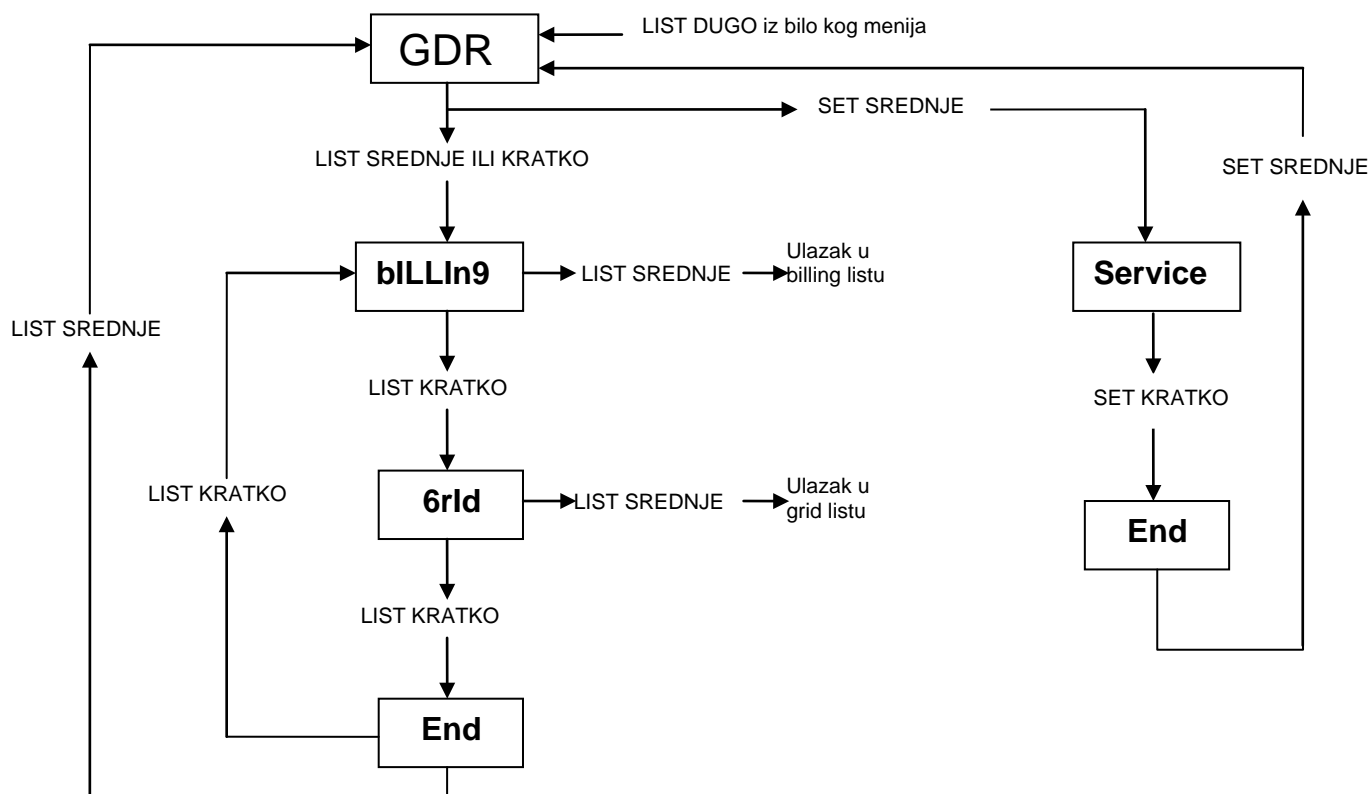 LIST DUGO iz bilo kog menija
GDR
SET SREDNJE
LIST SREDNJE ILI KRATKO
SET SREDNJE
bILLIn9
LIST SREDNJE
Ulazak u
billing listu
Service
LIST SREDNJE
LIST KRATKO
SET KRATKO
LIST KRATKO
6rId
LIST SREDNJE
Ulazak u
grid listu
End
LIST KRATKO
End